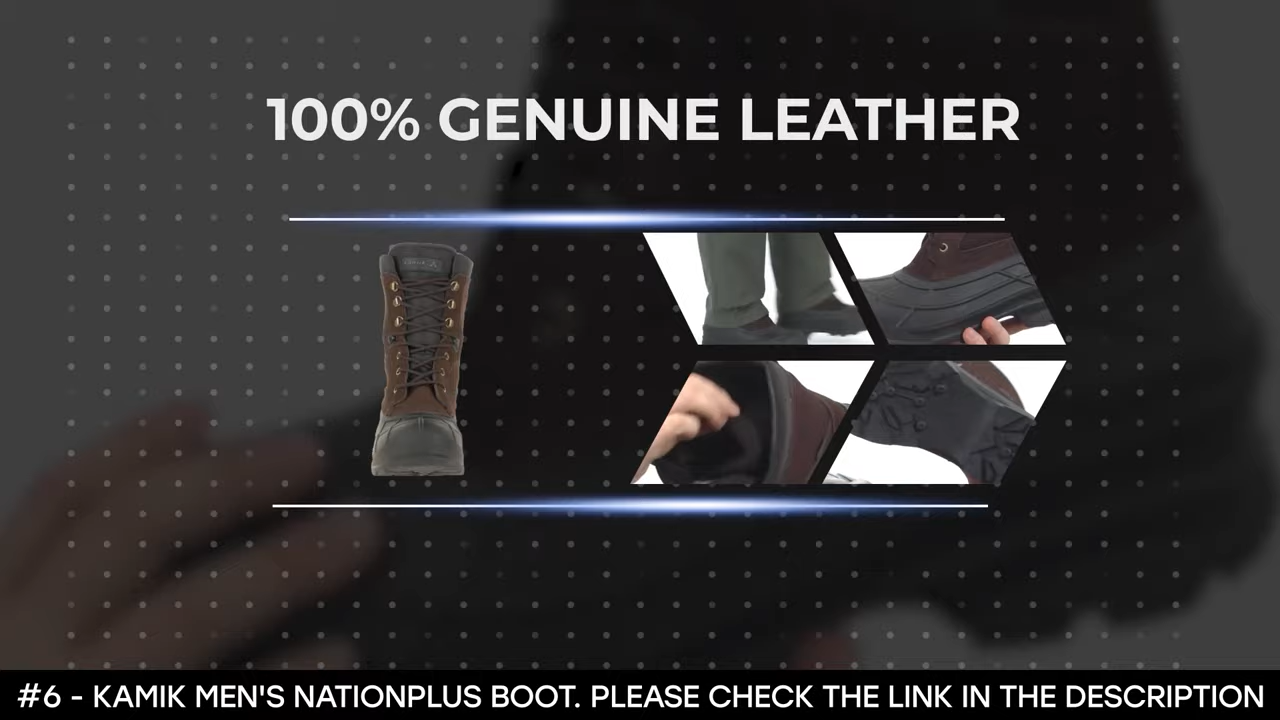 100% GENUINE LEATHER
#6 - KAMIK MEN'S NATIONPLUS BOOT. PLEASE CHECK THE LINK IN THE DESCRIPTION